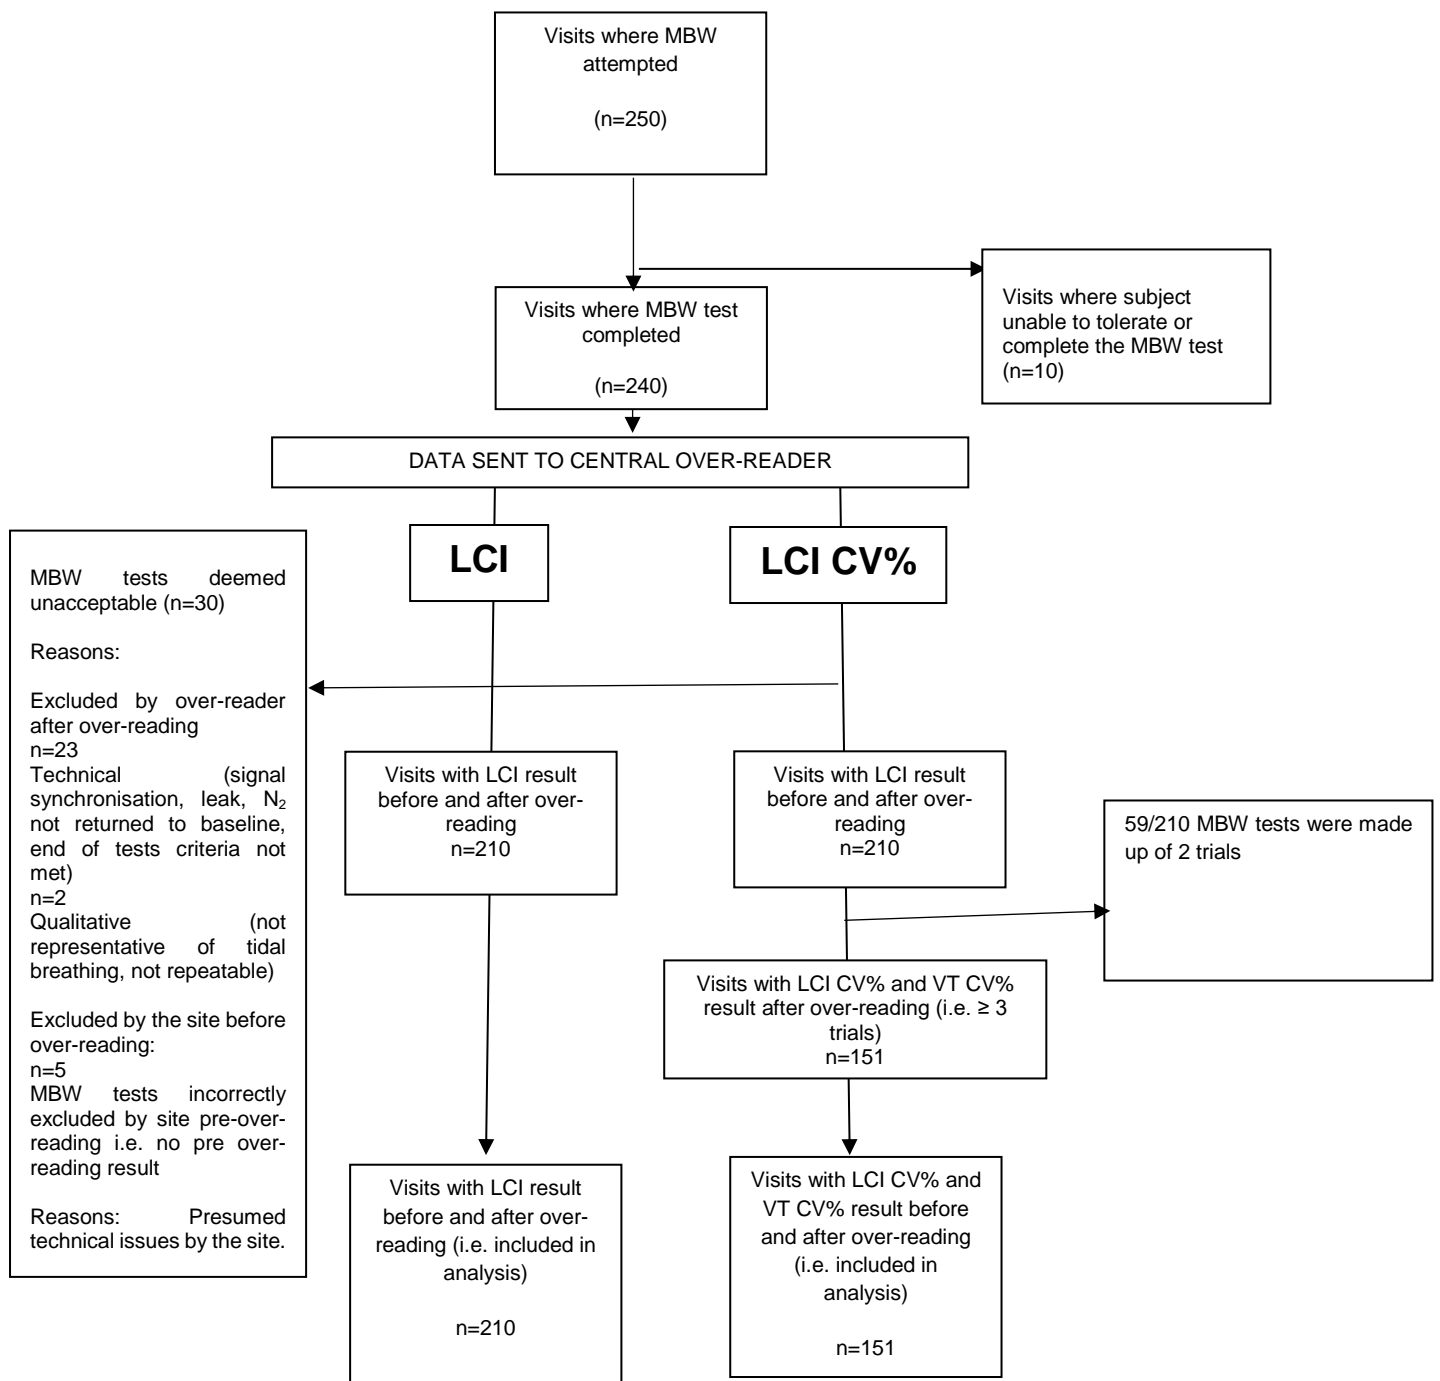 Visits where MBW
attempted
(n=250)
Visits where MBW test
completed
(n=240)
Visits where subject
unable to tolerate or
complete the MBW test
(n=10)
DATA SENT TO CENTRAL OVER-READER
LCI
LCI CV%
MBW tests deemed
unacceptable (n=30)
Reasons:
Excluded by over-reader
after over-reading
n=23
Technical (signal
synchronisation, leak, N₂
not returned to baseline,
end of tests criteria not
met)
n=2
Qualitative (not
representative of tidal
breathing, not repeatable)
Excluded by the site before
over-reading:
n=5
MBW tests incorrectly
excluded by site pre-over-
reading i.e. no pre over-
reading result
Reasons: Presumed
technical issues by the site.
Visits with LCI result
before and after over-
reading
n=210
Visits with LCI result
before and after over-
reading
n=210
59/210 MBW tests were made
up of 2 trials
Visits with LCI CV% and VT CV%
result after over-reading (i.e. ≥ 3
trials)
n=151
Visits with LCI result
before and after over-
reading (i.e. included in
analysis)
n=210
Visits with LCI CV% and
VT CV% result before
and after over-reading
(i.e. included in
analysis)
n=151